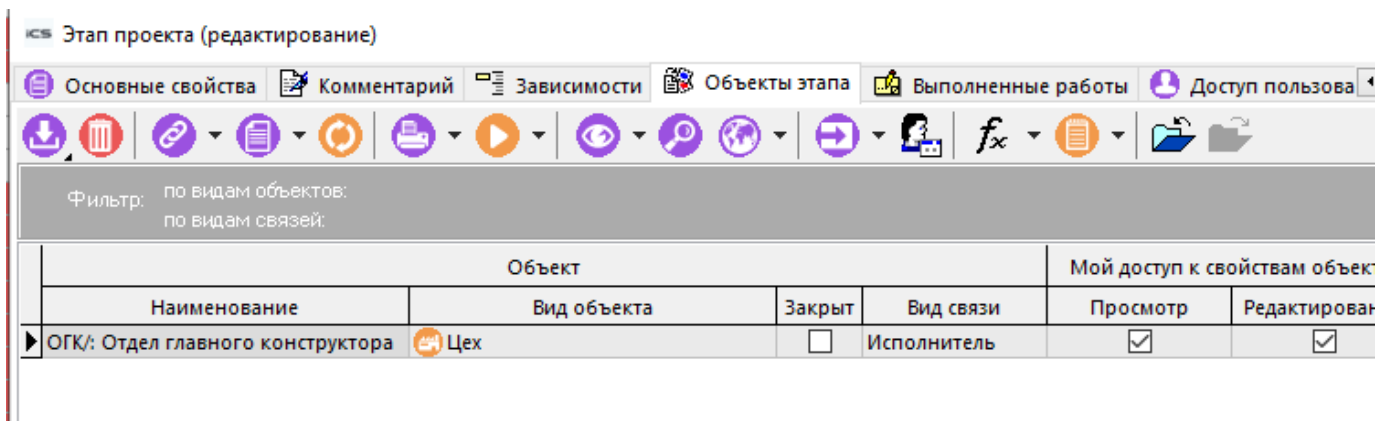 iCS Этап проекта (редактирование)
Основные свойства Комментарий Зависимости Объекты этапа Выполненные работы Доступ пользова
fx
Фильтр: по видам объектов:
по видам связей:
Объект Мой доступ к свойствам объект
Наименование Вид объекта Закрыт Вид связи Просмотр Редактирован
ОГК/: Отдел главного конструктора Цех Исполнитель